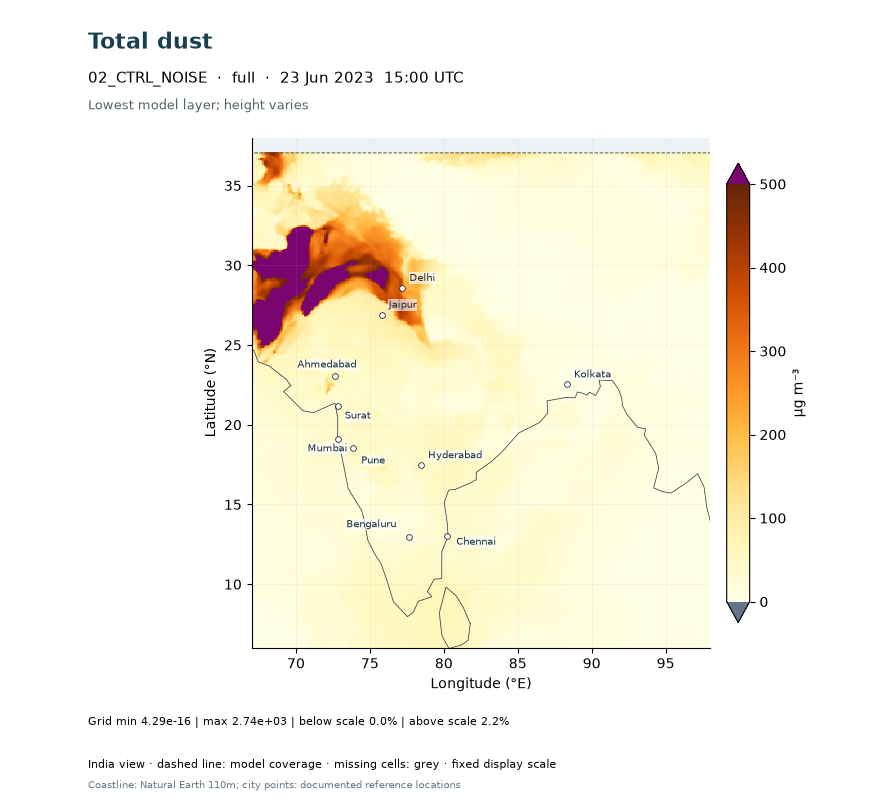 Total dust
02_CTRL_NOISE · full · 23 Jun 2023 15:00 UTC
Lowest model layer; height varies
35
30
25
20
15
10
Latitude (°N)
Delhi
Jaipur
Ahmedabad
Kolkata
Surat
Mumbai
Pune
Hyderabad
Bengaluru
Chennai
70
75
80
85
90
95
Longitude (°E)
500
400
300
200
100
0
µg m⁻³
Grid min 4.29e-16 | max 2.74e+03 | below scale 0.0% | above scale 2.2%
India view · dashed line: model coverage · missing cells: grey · fixed display scale
Coastline: Natural Earth 110m; city points: documented reference locations